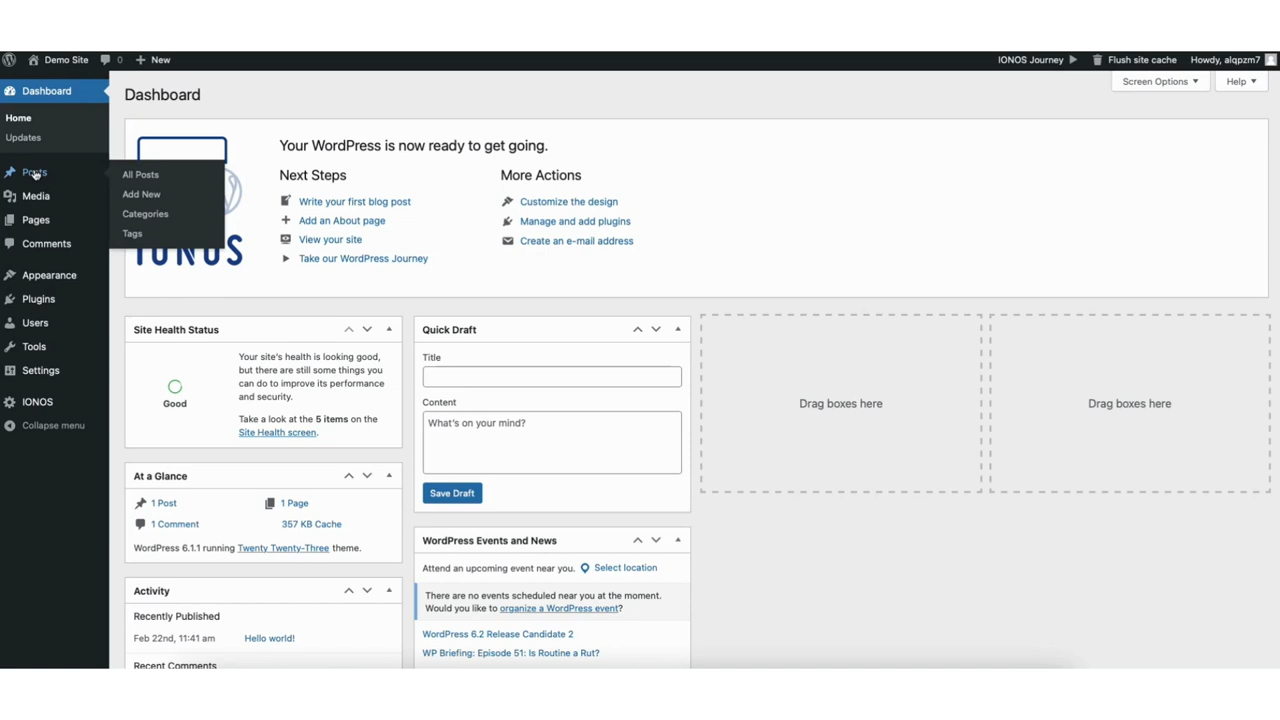 Demo Site
0
New
IONOS Journey
Flush site cache
Howdy, alqpzm7
Dashboard
Home
Updates
Posts
Media
Pages
Comments
Appearance
Plugins
Users
Tools
Settings
IONOS
Collapse menu
All Posts
Add New
Categories
Tags
Dashboard
Screen Options
Help
IONOS
Your WordPress is now ready to get going.
Next Steps
Write your first blog post
Add an About page
View your site
Take our WordPress Journey
More Actions
Customize the design
Manage and add plugins
Create an e-mail address
Site Health Status
Good
Your site's health is looking good,
but there are still some things you
can do to improve its performance
and security.
Take a look at the 5 items on the
Site Health screen.
At a Glance
1 Post
1 Page
1 Comment
357 KB Cache
WordPress 6.1.1 running Twenty Twenty-Three theme.
Activity
Recently Published
Feb 22nd, 11:41 am
Hello world!
Recent Comments
Quick Draft
Title
Content
What's on your mind?
Save Draft
WordPress Events and News
Attend an upcoming event near you.
Select location
There are no events scheduled near you at the moment.
Would you like to organize a WordPress event?
WordPress 6.2 Release Candidate 2
WP Briefing: Episode 51: Is Routine a Rut?
Drag boxes here
Drag boxes here